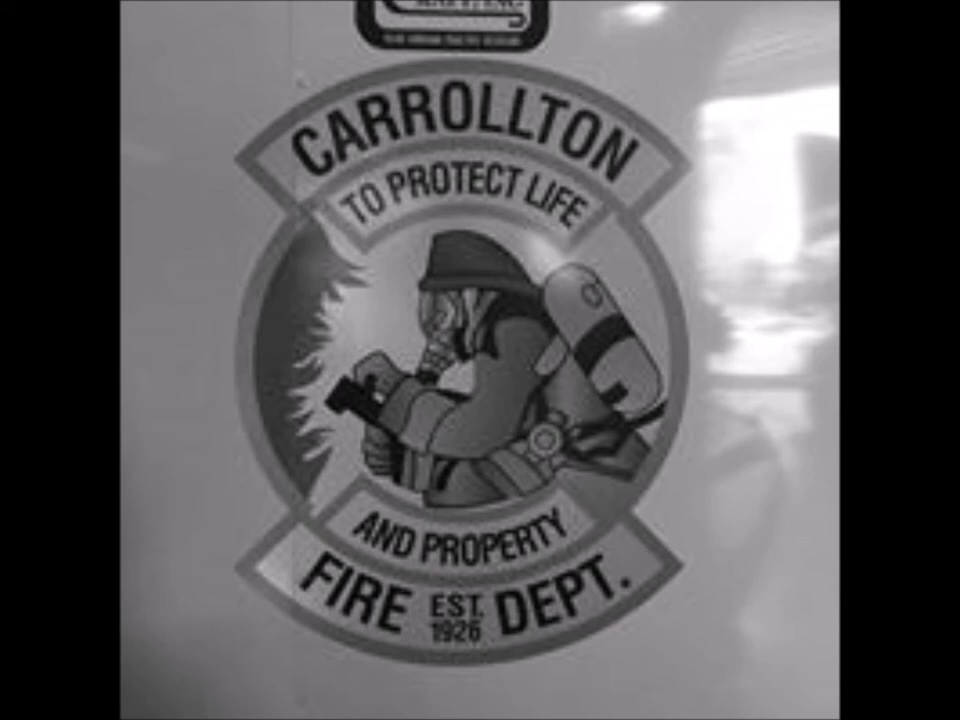 CARROLLTON
TO PROTECT LIFE
AND PROPERTY
FIRE DEPT.
EST.
1926